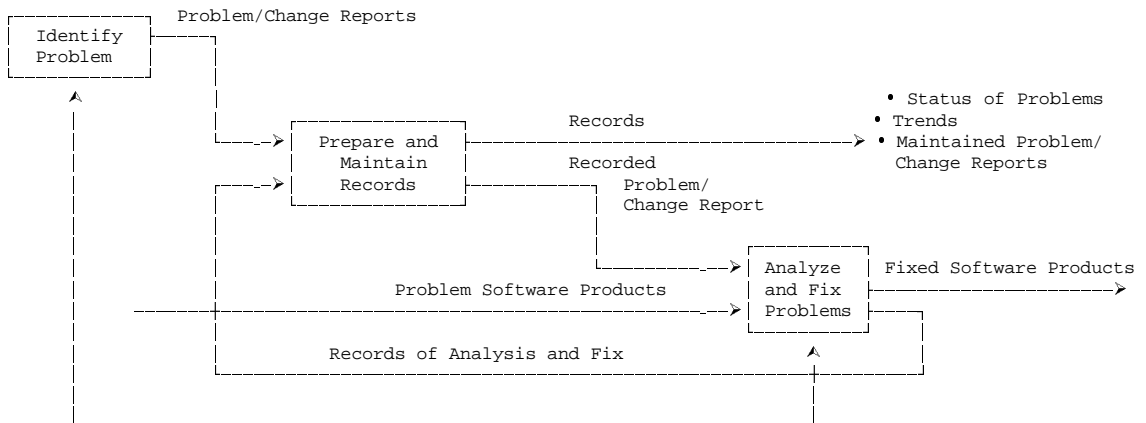 Problem/Change Reports
Identify
Problem
• Status of Problems
• Trends
• Maintained Problem/
Change Reports
Records
Prepare and
Maintain
Records
Recorded
Problem/
Change Report
Analyze
and Fix
Problems
Fixed Software Products
Problem Software Products
Records of Analysis and Fix